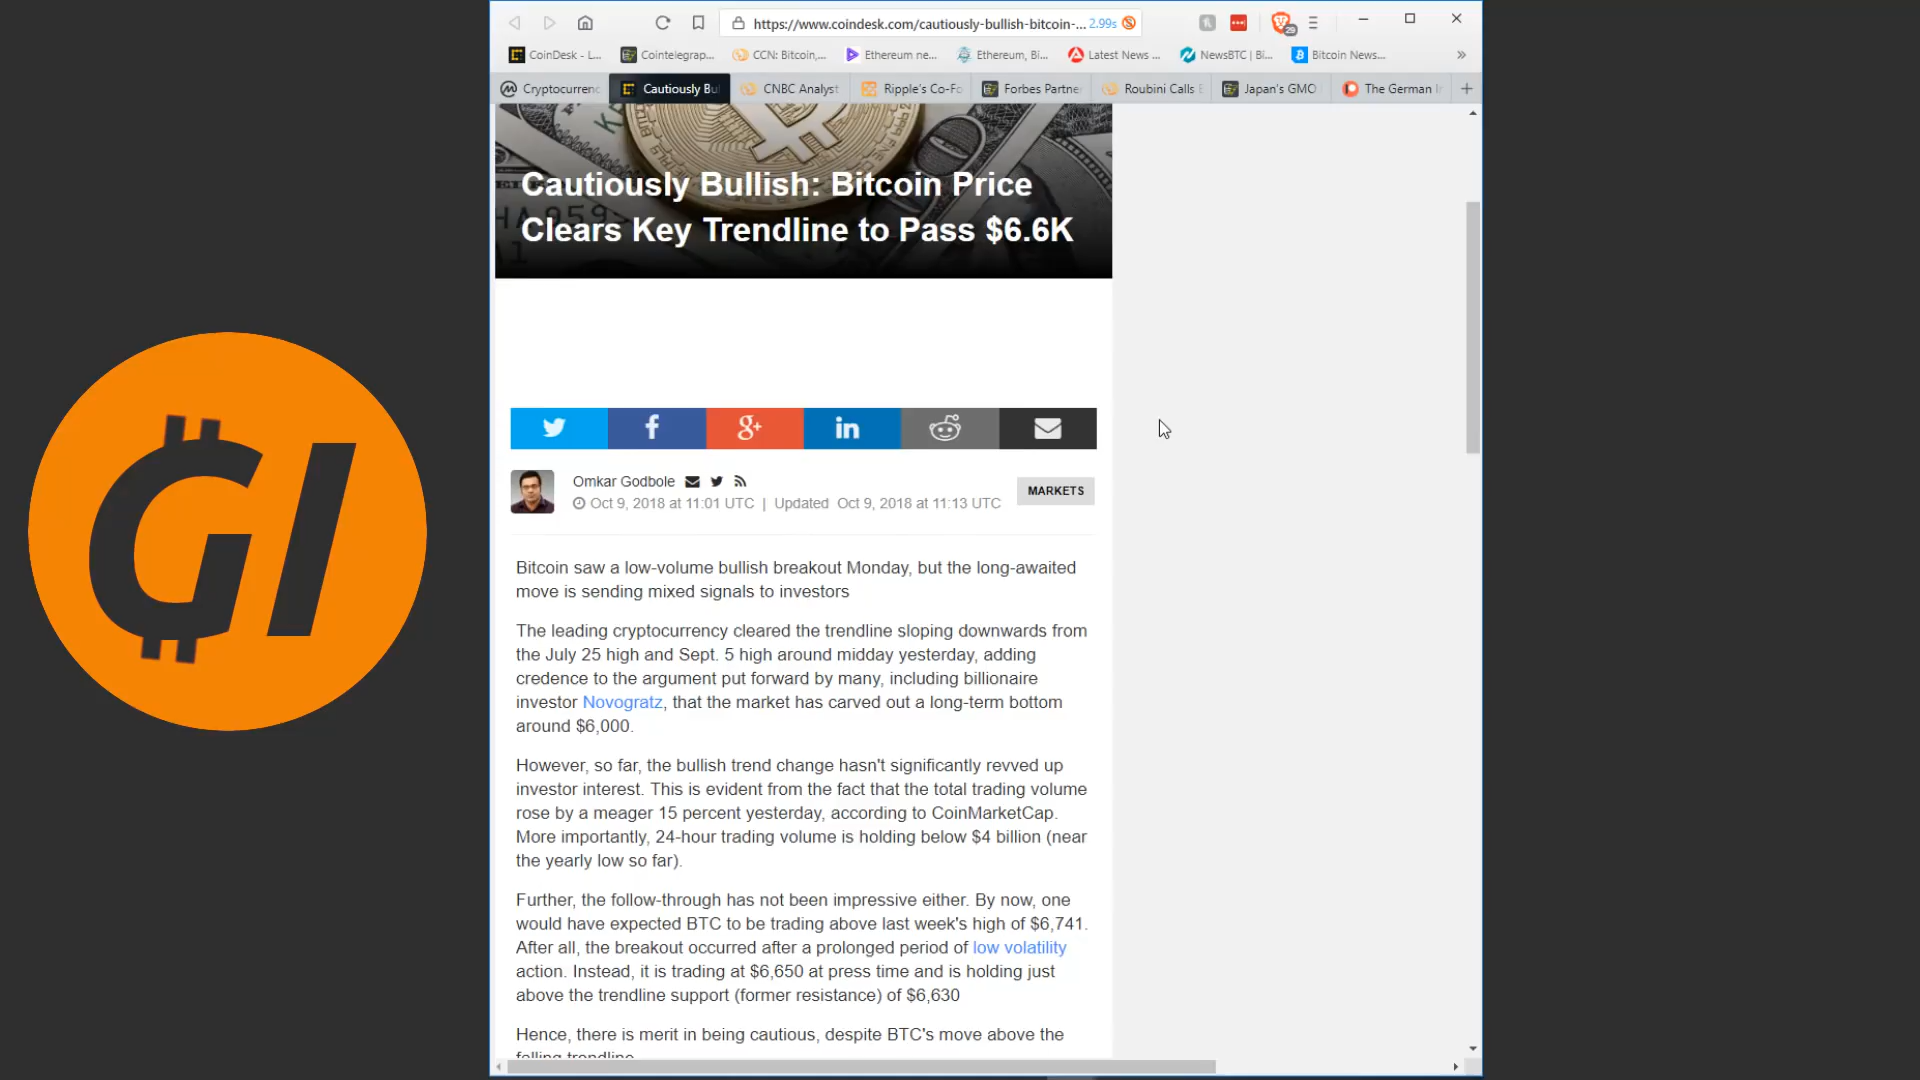 https://www.coindesk.com/cautiously-bullish-bitcoin-... 2.99s
29
CoinDesk - L...
Cointelegrap...
CCN: Bitcoin,...
Ethereum ne...
Ethereum, Bi...
Latest News ...
NewsBTC | Bi...
Bitcoin News...
Cryptocurrenc
Cautiously Bu
CNBC Analyst
Ripple's Co-Fo
Forbes Partne
Roubini Calls
Japan's GMO
The German I
Cautiously Bullish: Bitcoin Price
Clears Key Trendline to Pass $6.6K
GI
Omkar Godbole
Oct 9, 2018 at 11:01 UTC | Updated Oct 9, 2018 at 11:13 UTC
MARKETS
Bitcoin saw a low-volume bullish breakout Monday, but the long-awaited
move is sending mixed signals to investors
The leading cryptocurrency cleared the trendline sloping downwards from
the July 25 high and Sept. 5 high around midday yesterday, adding
credence to the argument put forward by many, including billionaire
investor Novogratz, that the market has carved out a long-term bottom
around $6,000.
However, so far, the bullish trend change hasn't significantly revved up
investor interest. This is evident from the fact that the total trading volume
rose by a meager 15 percent yesterday, according to CoinMarketCap.
More importantly, 24-hour trading volume is holding below $4 billion (near
the yearly low so far).
Further, the follow-through has not been impressive either. By now, one
would have expected BTC to be trading above last week's high of $6,741.
After all, the breakout occurred after a prolonged period of low volatility
action. Instead, it is trading at $6,650 at press time and is holding just
above the trendline support (former resistance) of $6,630
Hence, there is merit in being cautious, despite BTC's move above the
falling trendline